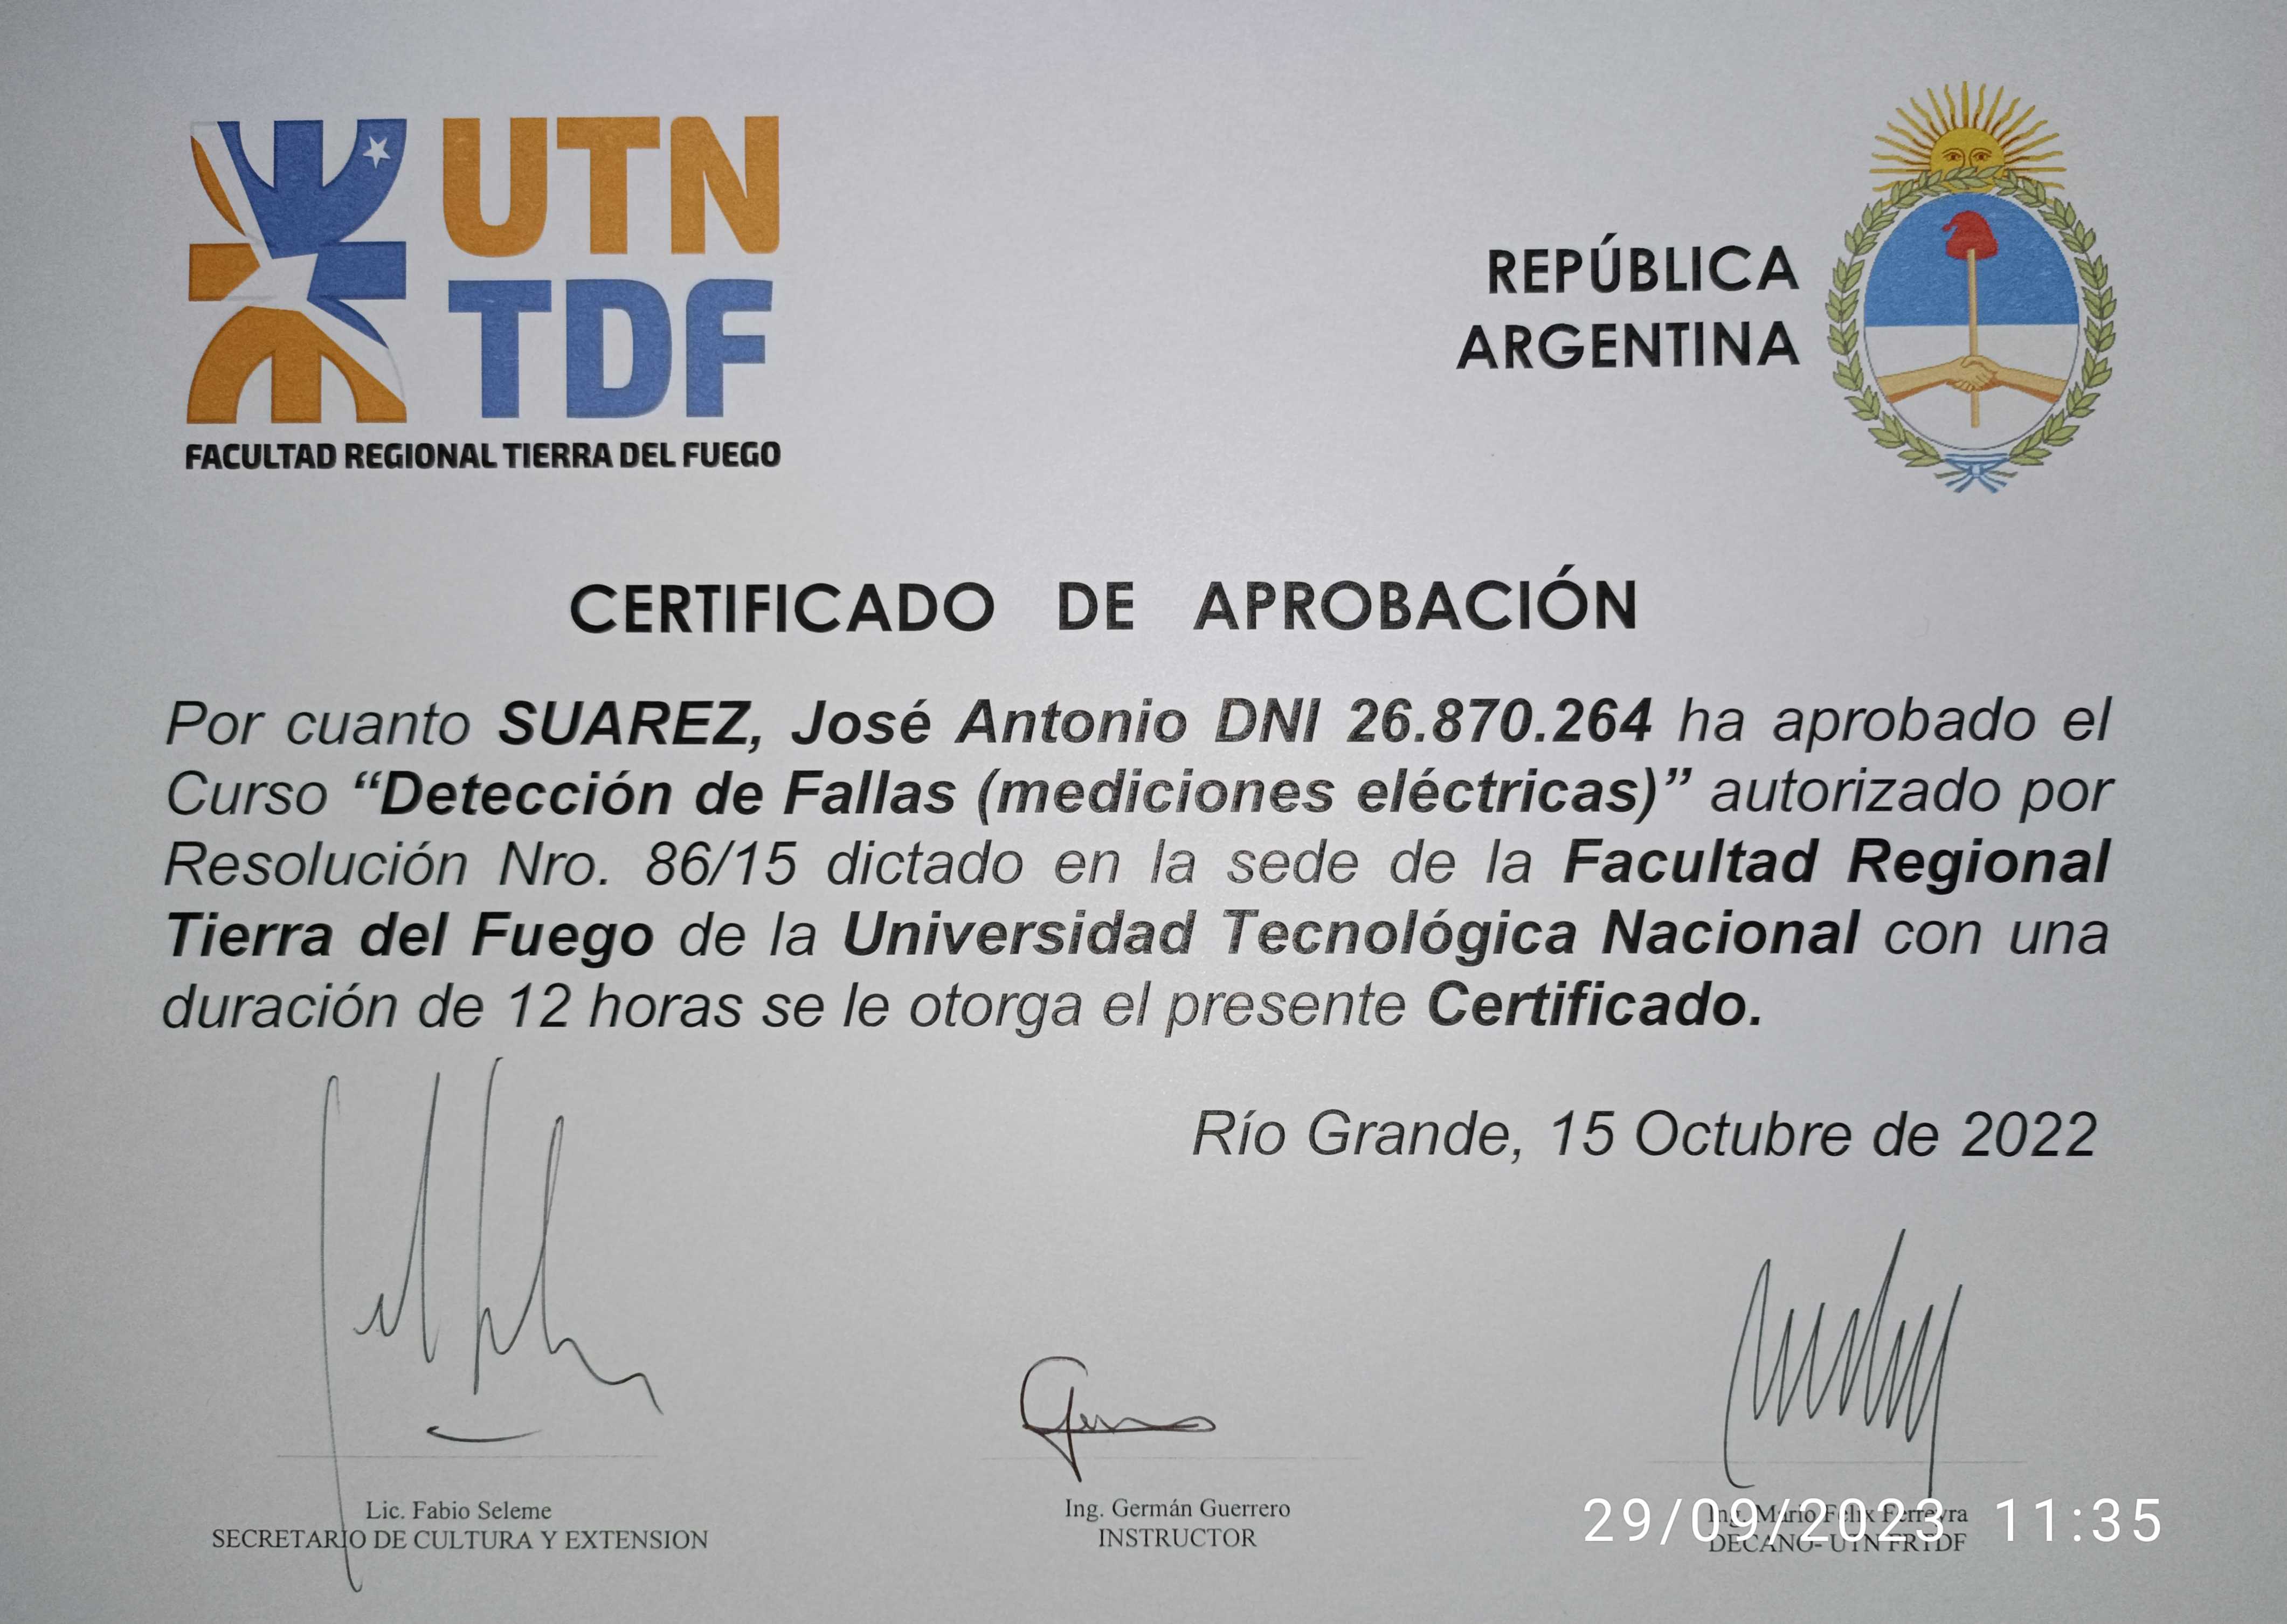 UTN
TDF
FACULTAD REGIONAL TIERRA DEL FUEGO
REPÚBLICA
ARGENTINA
CERTIFICADO DE APROBACIÓN
Por cuanto SUAREZ, José Antonio DNI 26.870.264 ha aprobado el
Curso “Detección de Fallas (mediciones eléctricas)” autorizado por
Resolución Nro. 86/15 dictado en la sede de la Facultad Regional
Tierra del Fuego de la Universidad Tecnológica Nacional con una
duración de 12 horas se le otorga el presente Certificado.
Río Grande, 15 Octubre de 2022
Lic. Fabio Seleme
SECRETARIO DE CULTURA Y EXTENSION
Ing. Germán Guerrero
INSTRUCTOR
Ing. Mario Felix Ferreyra
DECANO- UTN FRTDF
29/09/2023 11:35